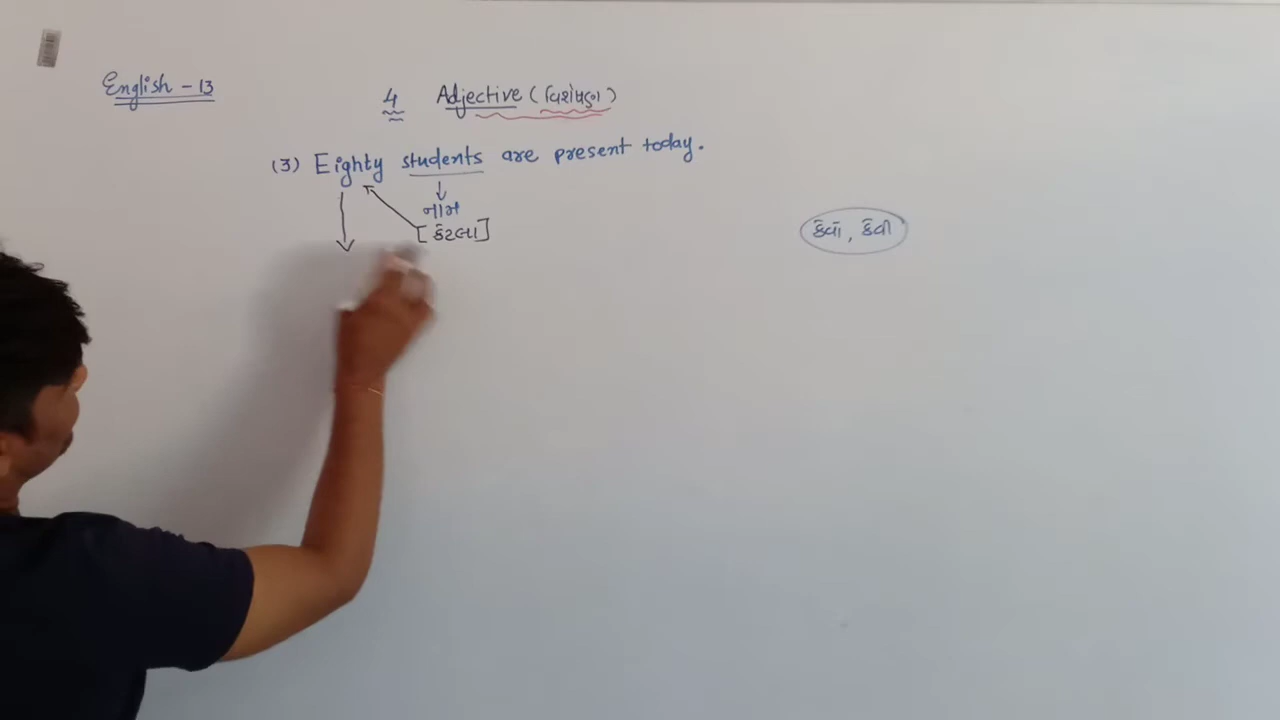 English - 13
4 Adjective (વિશેષણ)
(3) Eighty students are present today.
નામ
[કેટલા]
કેવો, કેવી